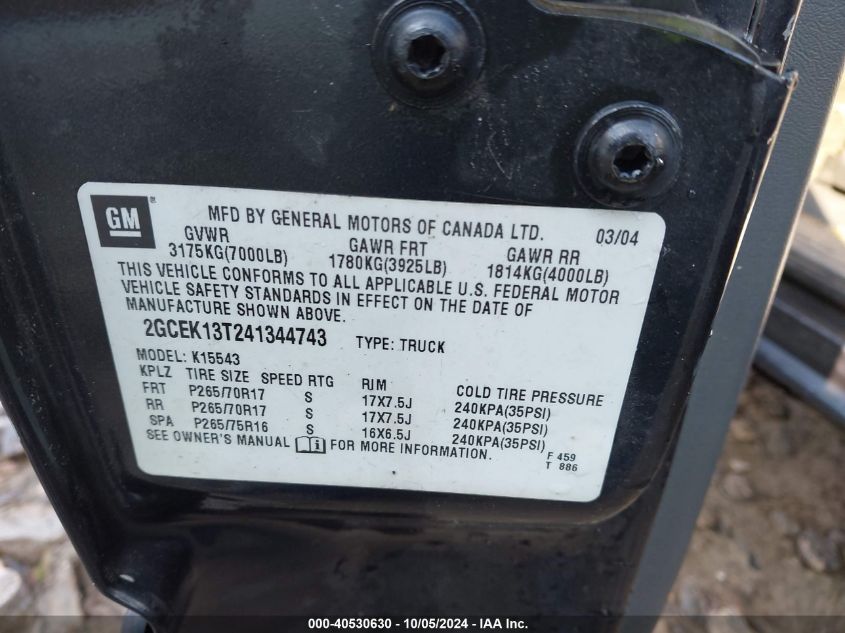 GM ® MFD BY GENERAL MOTORS OF CANADA LTD. 03/04
GVWR GAWR FRT GAWR RR
3175KG(7000LB) 1780KG(3925LB) 1814KG(4000LB)
THIS VEHICLE CONFORMS TO ALL APPLICABLE U.S. FEDERAL MOTOR
VEHICLE SAFETY STANDARDS IN EFFECT ON THE DATE OF
MANUFACTURE SHOWN ABOVE.
2GCEK13T241344743 TYPE: TRUCK
MODEL: K15543
KPLZ TIRE SIZE SPEED RTG RIM COLD TIRE PRESSURE
FRT P265/70R17 S 17X7.5J 240KPA(35PSI)
RR P265/70R17 S 17X7.5J 240KPA(35PSI)
SPA P265/75R16 S 16X6.5J 240KPA(35PSI)
SEE OWNER'S MANUAL i FOR MORE INFORMATION. F 459
T 886
000-40530630 - 10/05/2024 - IAA Inc.